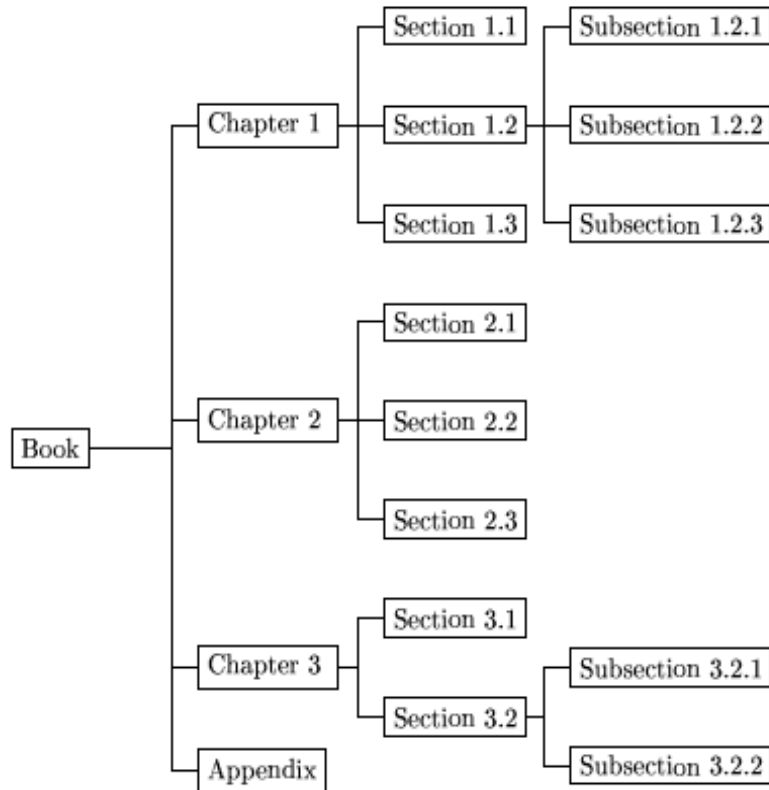 Book
Chapter 1
Section 1.1
Section 1.2
Subsection 1.2.1
Subsection 1.2.2
Subsection 1.2.3
Section 1.3
Chapter 2
Section 2.1
Section 2.2
Section 2.3
Chapter 3
Section 3.1
Section 3.2
Subsection 3.2.1
Subsection 3.2.2
Appendix